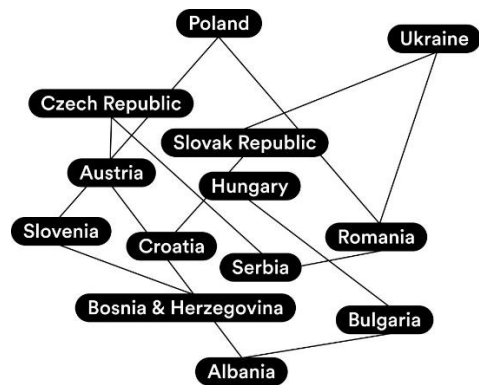 Poland
Ukraine
Czech Republic
Slovak Republic
Austria
Hungary
Slovenia
Croatia
Romania
Serbia
Bosnia & Herzegovina
Bulgaria
Albania